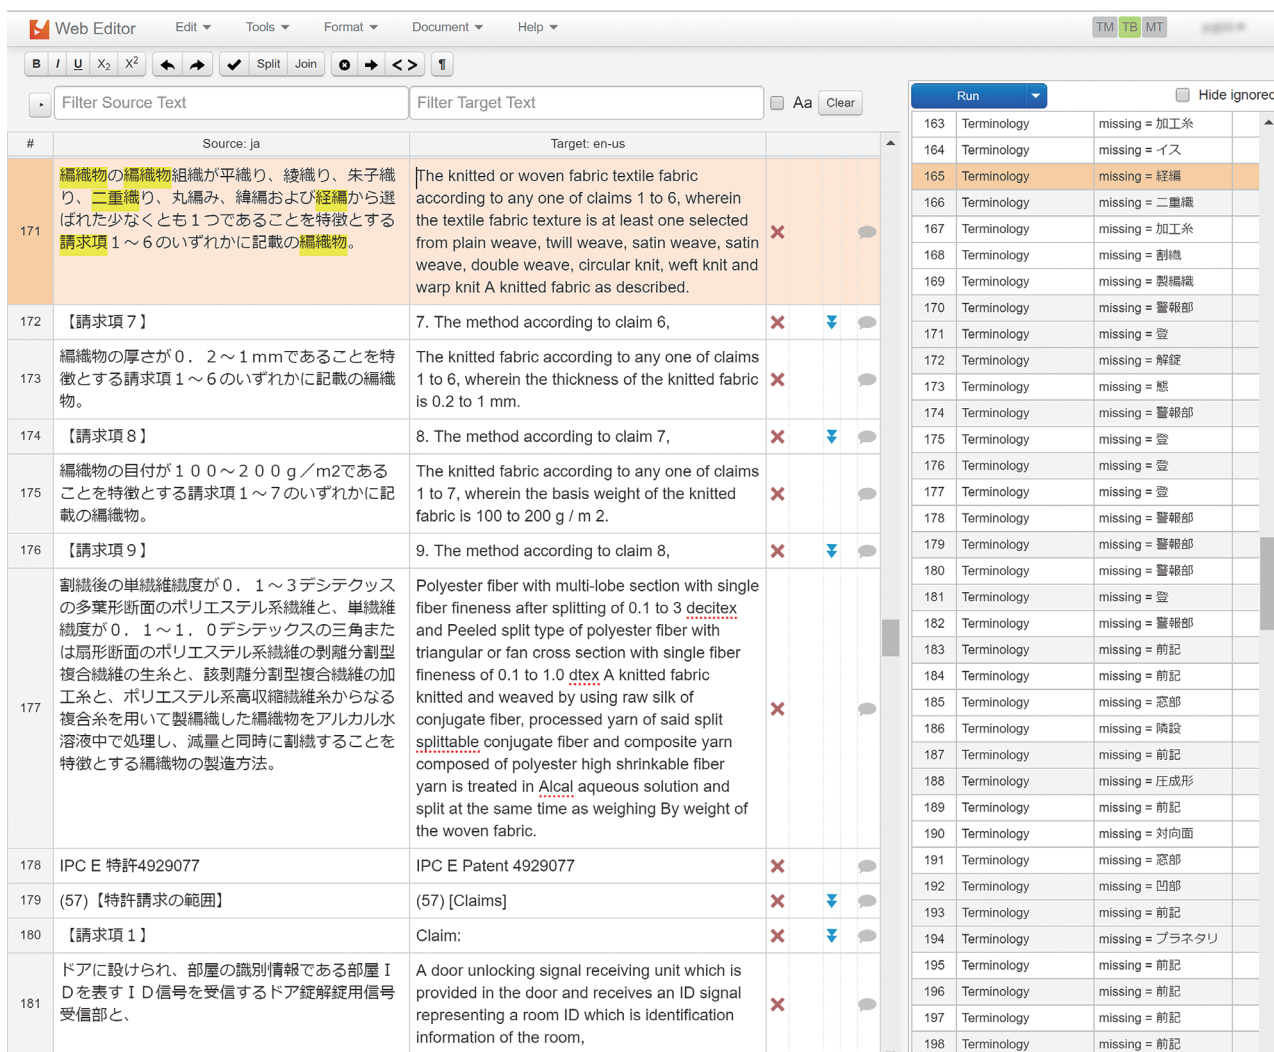 Web Editor
Edit
Tools
Format
Document
Help
TM
TB
MT
B
I
U
X2
X2
Split
Join
¶
Filter Source Text
Filter Target Text
Aa
Clear
Run
Hide ignored
#
Source: ja
Target: en-us
171
編織物の編織物組織が平織り、綾織り、朱子織
り、二重織り、丸編み、緯編および経編から選
ばれた少なくとも１つであることを特徴とする
請求項１～６のいずれかに記載の編織物。
The knitted or woven fabric textile fabric
according to any one of claims 1 to 6, wherein
the textile fabric texture is at least one selected
from plain weave, twill weave, satin weave, satin
weave, double weave, circular knit, weft knit and
warp knit A knitted fabric as described.
172
【請求項７】
7. The method according to claim 6,
173
編織物の厚さが０．２～１mmであることを特
徴とする請求項１～６のいずれかに記載の編織
物。
The knitted fabric according to any one of claims
1 to 6, wherein the thickness of the knitted fabric
is 0.2 to 1 mm.
174
【請求項８】
8. The method according to claim 7,
175
編織物の目付が１００～２００ｇ／m2である
ことを特徴とする請求項１～７のいずれかに記
載の編織物。
The knitted fabric according to any one of claims
1 to 7, wherein the basis weight of the knitted
fabric is 100 to 200 g / m 2.
176
【請求項９】
9. The method according to claim 8,
177
割繊後の単繊維繊度が０．１～３デシテクッス
の多葉形断面のポリエステル系繊維と、単繊維
繊度が０．１～１．０デシテックスの三角また
は扇形断面のポリエステル系繊維の剥離分割型
複合繊維の生糸と、該剥離分割型複合繊維の加
工糸と、ポリエステル系高収縮繊維糸からなる
複合糸を用いて製編織した編織物をアルカル水
溶液中で処理し、減量と同時に割繊することを
特徴とする編織物の製造方法。
Polyester fiber with multi-lobe section with single
fiber fineness after splitting of 0.1 to 3 decitex
and Peeled split type of polyester fiber with
triangular or fan cross section with single fiber
fineness of 0.1 to 1.0 dtex A knitted fabric
knitted and weaved by using raw silk of
conjugate fiber, processed yarn of said split
splittable conjugate fiber and composite yarn
composed of polyester high shrinkable fiber
yarn is treated in Alcal aqueous solution and
split at the same time as weighing By weight of
the woven fabric.
178
IPC E 特許4929077
IPC E Patent 4929077
179
(57)【特許請求の範囲】
(57) [Claims]
180
【請求項１】
Claim:
181
ドアに設けられ、部屋の識別情報である部屋Ｉ
Ｄを表すＩＤ信号を受信するドア錠解錠用信号
受信部と、
A door unlocking signal receiving unit which is
provided in the door and receives an ID signal
representing a room ID which is identification
information of the room,
163 Terminology missing = 加工糸
164 Terminology missing = イス
165 Terminology missing = 経編
166 Terminology missing = 二重織
167 Terminology missing = 加工糸
168 Terminology missing = 割繊
169 Terminology missing = 製編織
170 Terminology missing = 警報部
171 Terminology missing = 登
172 Terminology missing = 解錠
173 Terminology missing = 態
174 Terminology missing = 警報部
175 Terminology missing = 登
176 Terminology missing = 登
177 Terminology missing = 登
178 Terminology missing = 警報部
179 Terminology missing = 警報部
180 Terminology missing = 警報部
181 Terminology missing = 登
182 Terminology missing = 警報部
183 Terminology missing = 前記
184 Terminology missing = 前記
185 Terminology missing = 窓部
186 Terminology missing = 隣設
187 Terminology missing = 前記
188 Terminology missing = 圧成形
189 Terminology missing = 前記
190 Terminology missing = 対向面
191 Terminology missing = 窓部
192 Terminology missing = 凹部
193 Terminology missing = 前記
194 Terminology missing = プラネタリ
195 Terminology missing = 前記
196 Terminology missing = 前記
197 Terminology missing = 前記
198 Terminology missing = 前記